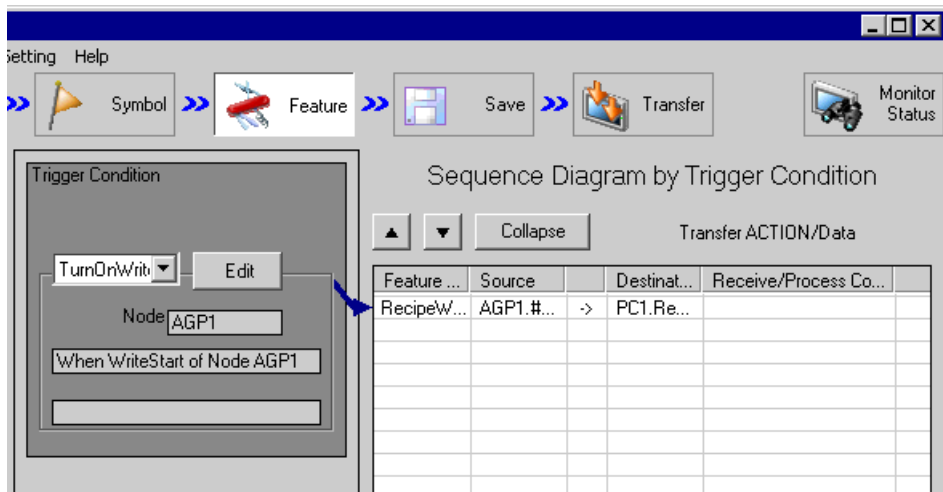 Setting Help
Symbol Feature Save Transfer Monitor Status
Trigger Condition
TurnOnWrit Edit
Node AGP1
When WriteStart of Node AGP1
Sequence Diagram by Trigger Condition
Collapse Transfer ACTION/Data
Feature ... Source Destinat... Receive/Process Co...
RecipeW... AGP1.#... -> PC1.Re...